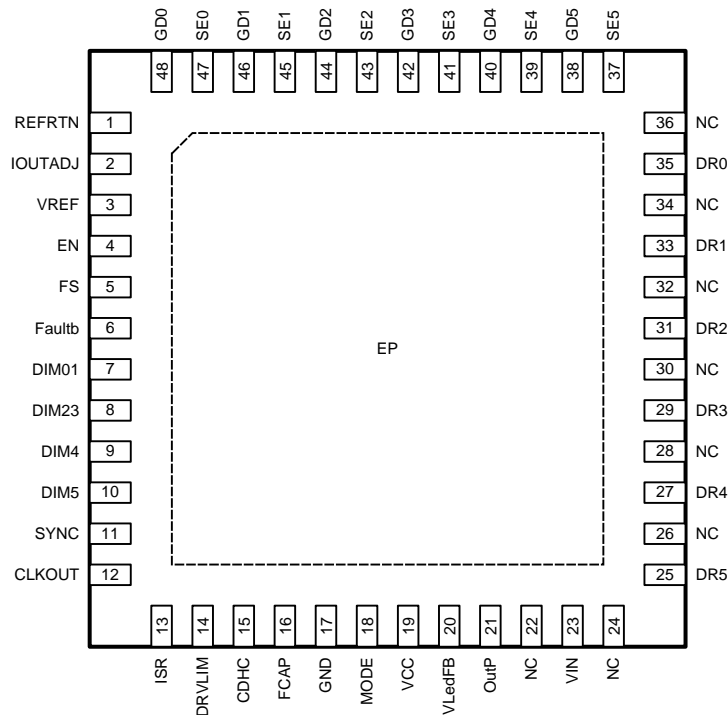 GD0 SE0 GD1 SE1 GD2 SE2 GD3 SE3 GD4 SE4 GD5 SE5
48 47 46 45 44 43 42 41 40 39 38 37
REFRTN 1 36 NC
IOUTADJ 2 35 DR0
VREF 3 34 NC
EN 4 33 DR1
FS 5 32 NC
Faultb 6 31 DR2
EP
DIM01 7 30 NC
DIM23 8 29 DR3
DIM4 9 28 NC
DIM5 10 27 DR4
SYNC 11 26 NC
CLKOUT 12 25 DR5
13 14 15 16 17 18 19 20 21 22 23 24
ISR DRVLIM CDHC FCAP GND MODE VCC VLedFB OutP NC VIN NC